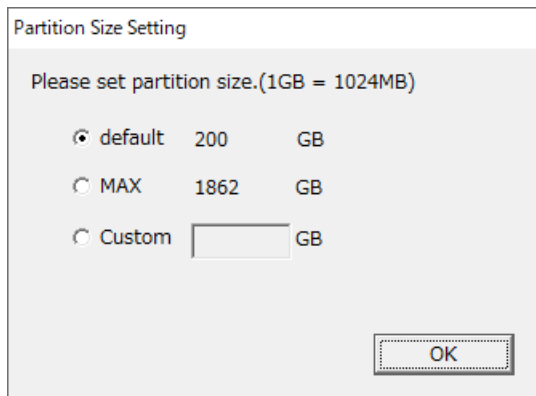 Partition Size Setting
Please set partition size.(1GB = 1024MB)
default 200 GB
MAX 1862 GB
Custom GB
OK